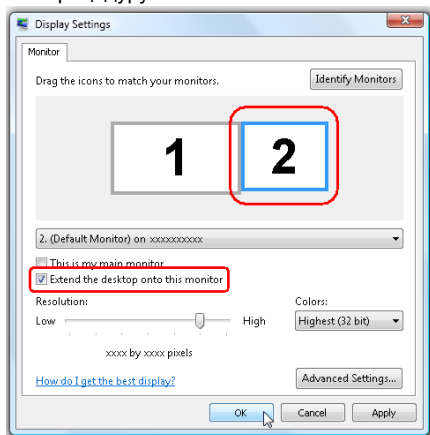 Display Settings
Monitor
Drag the icons to match your monitors.
Identify Monitors
1 2
2. (Default Monitor) on xxxxxxxxxx
This is my main monitor
Extend the desktop onto this monitor
Resolution:
Colors:
Low
High
Highest (32 bit)
xxxx by xxxx pixels
How do I get the best display?
Advanced Settings...
OK
Cancel
Apply